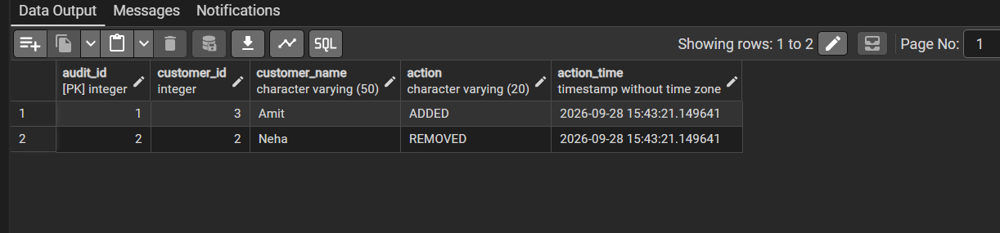 Data Output Messages Notifications
SQL Showing rows: 1 to 2 Page No: 1
audit_id customer_id customer_name action action_time
[PK] integer integer character varying (50) character varying (20) timestamp without time zone
1 1 3 Amit ADDED 2026-09-28 15:43:21.149641
2 2 2 Neha REMOVED 2026-09-28 15:43:21.149641